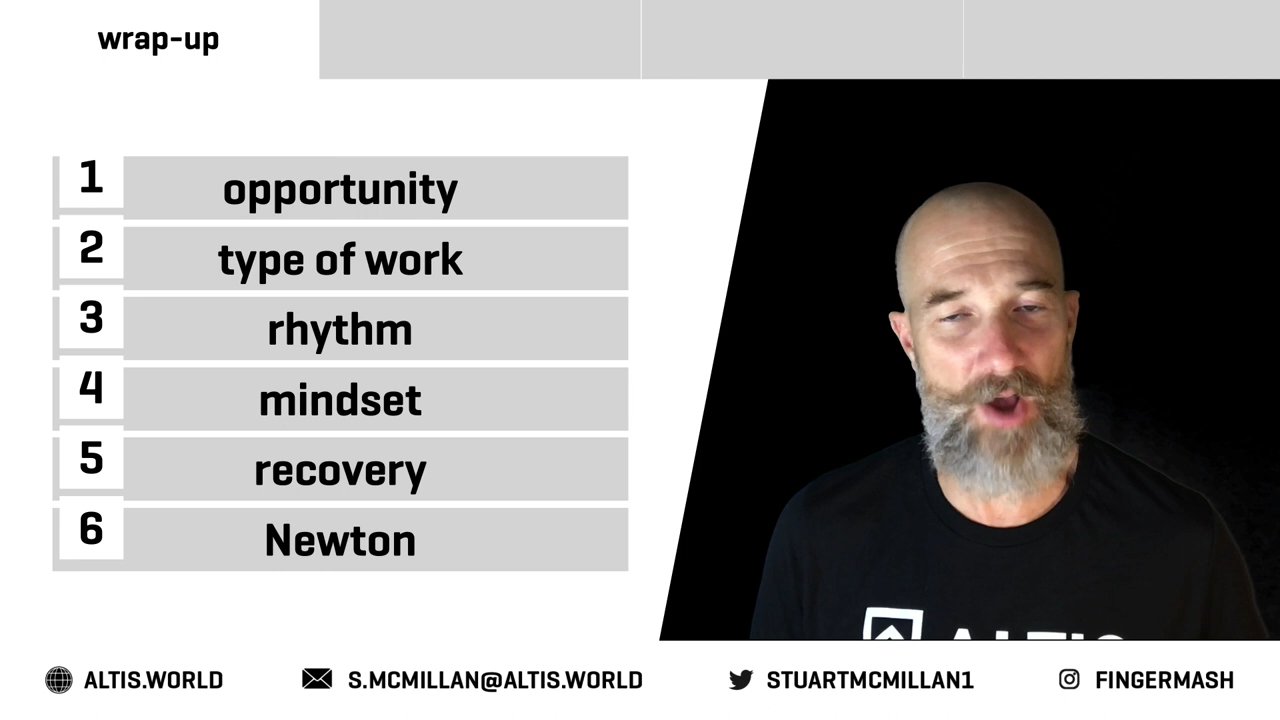 wrap-up
1 opportunity
2 type of work
3 rhythm
4 mindset
5 recovery
6 Newton
ALTIS
ALTIS.WORLD S.MCMILLAN@ALTIS.WORLD STUARTMCMILLAN1 FINGERMASH